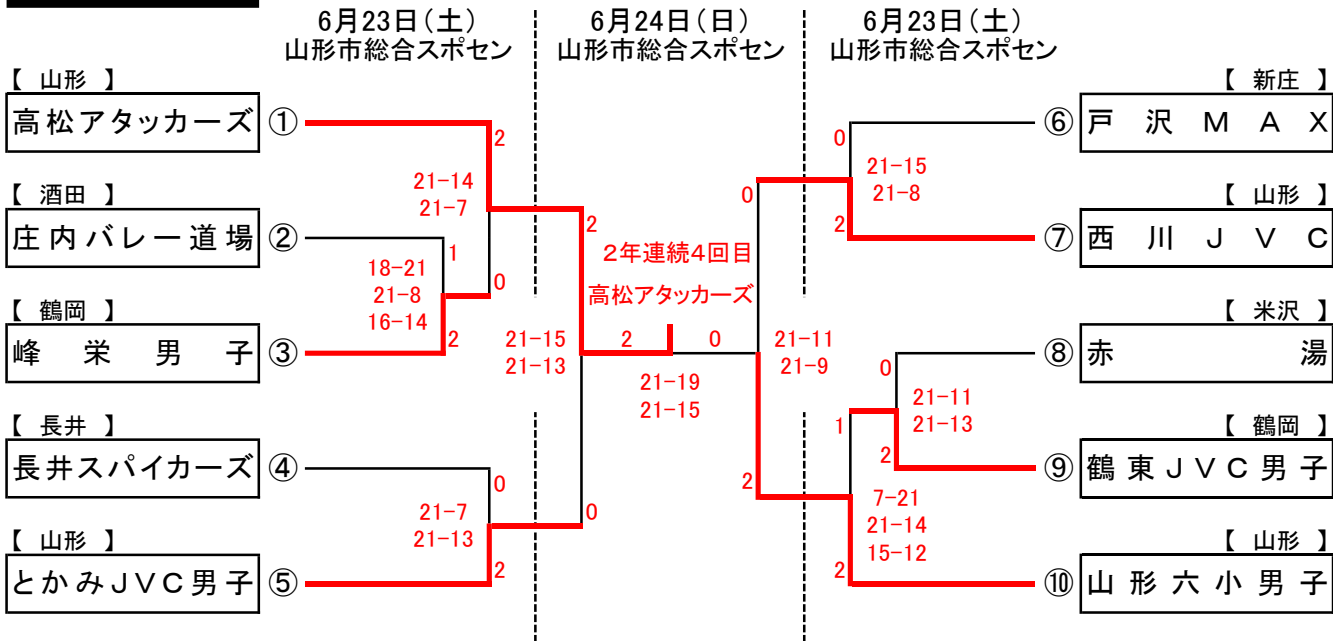 6月23日(土)
山形市総合スポセン
6月24日(日)
山形市総合スポセン
6月23日(土)
山形市総合スポセン
【 山形 】
高松アタッカーズ
①
【 酒田 】
庄内バレー道場
②
【 鶴岡 】
峰栄男子
③
【 長井 】
長井スパイカーズ
④
【 山形 】
とかみJVC男子
⑤
2
21-14
21-7
1
0
18-21
21-8
16-14
2
0
21-7
21-13
2
2
21-15
21-13
0
2年連続4回目
高松アタッカーズ
2
0
21-19
21-15
0
21-11
21-9
2
0
21-15
21-8
2
0
21-11
21-13
2
1
7-21
21-14
15-12
2
【 新庄 】
⑥
戸沢MAX
【 山形 】
⑦
西川JVC
【 米沢 】
⑧
赤湯
【 鶴岡 】
⑨
鶴東JVC男子
【 山形 】
⑩
山形六小男子